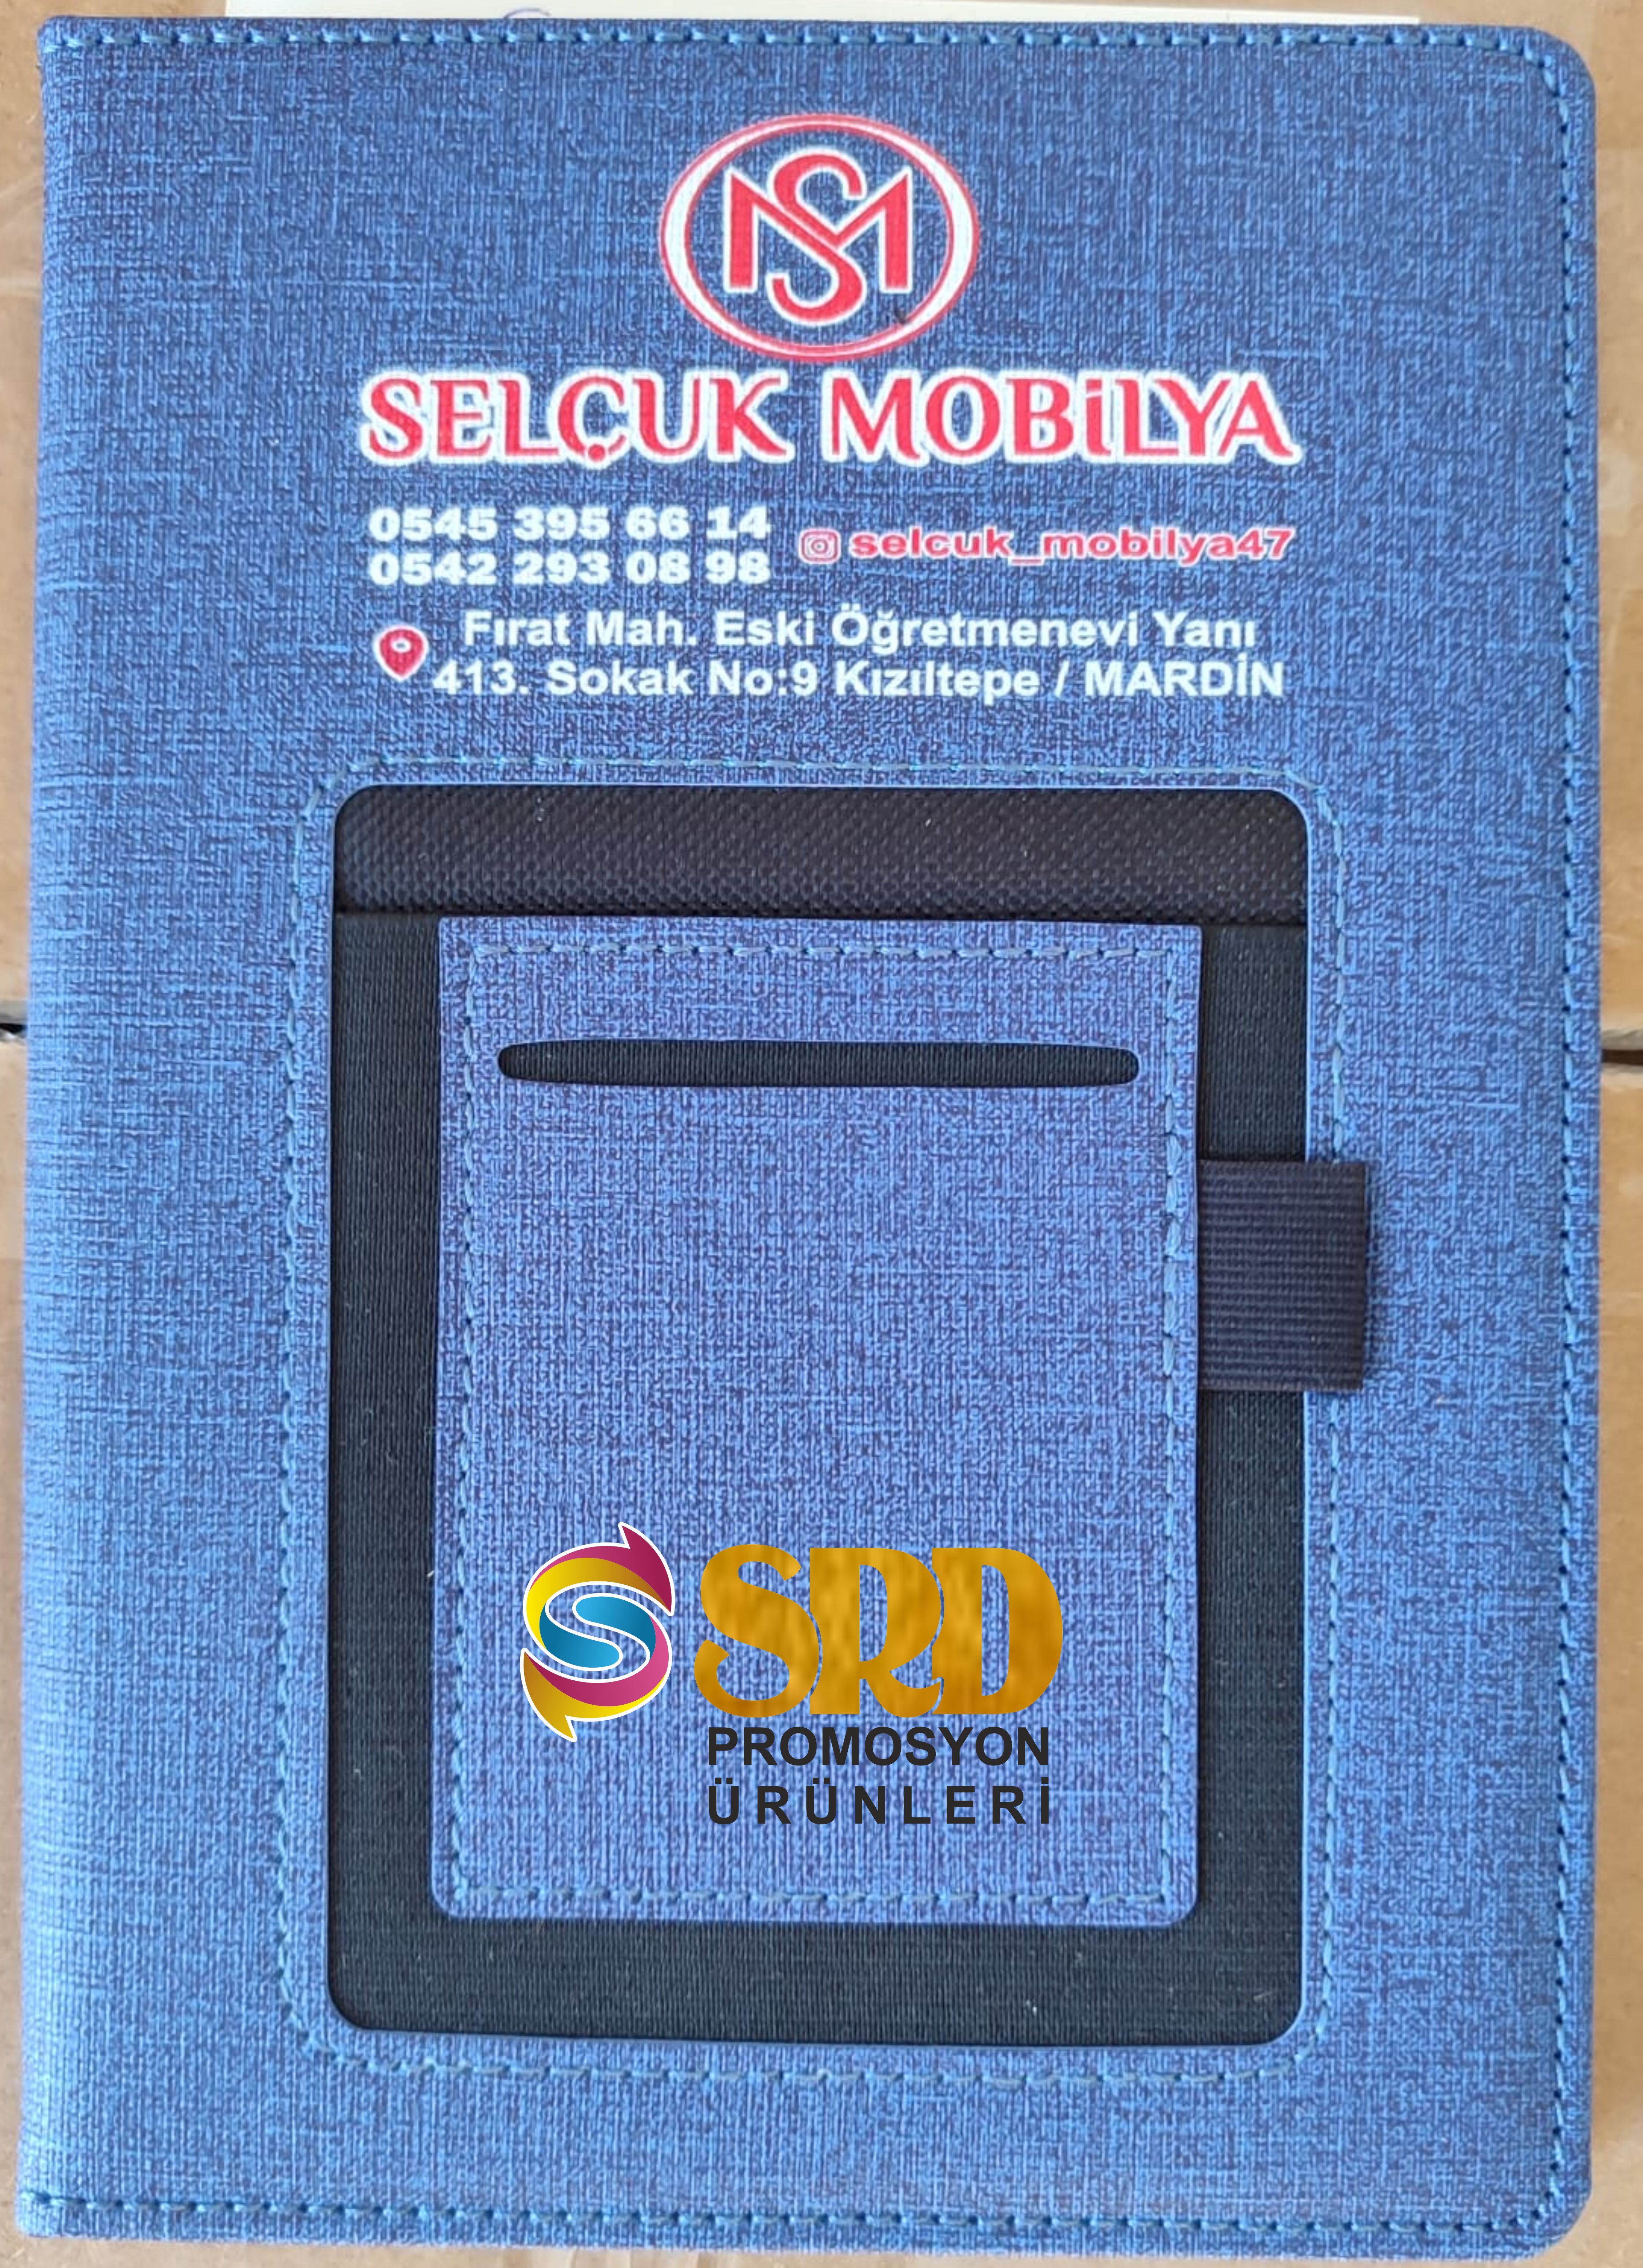 SM
SELÇUK MOBİLYA
0545 395 66 14
0542 293 08 98
selcuk_mobilya47
Fırat Mah. Eski Öğretmenevi Yanı
413. Sokak No:9 Kızıltepe / MARDİN
SRD
PROMOSYON
ÜRÜNLERİ